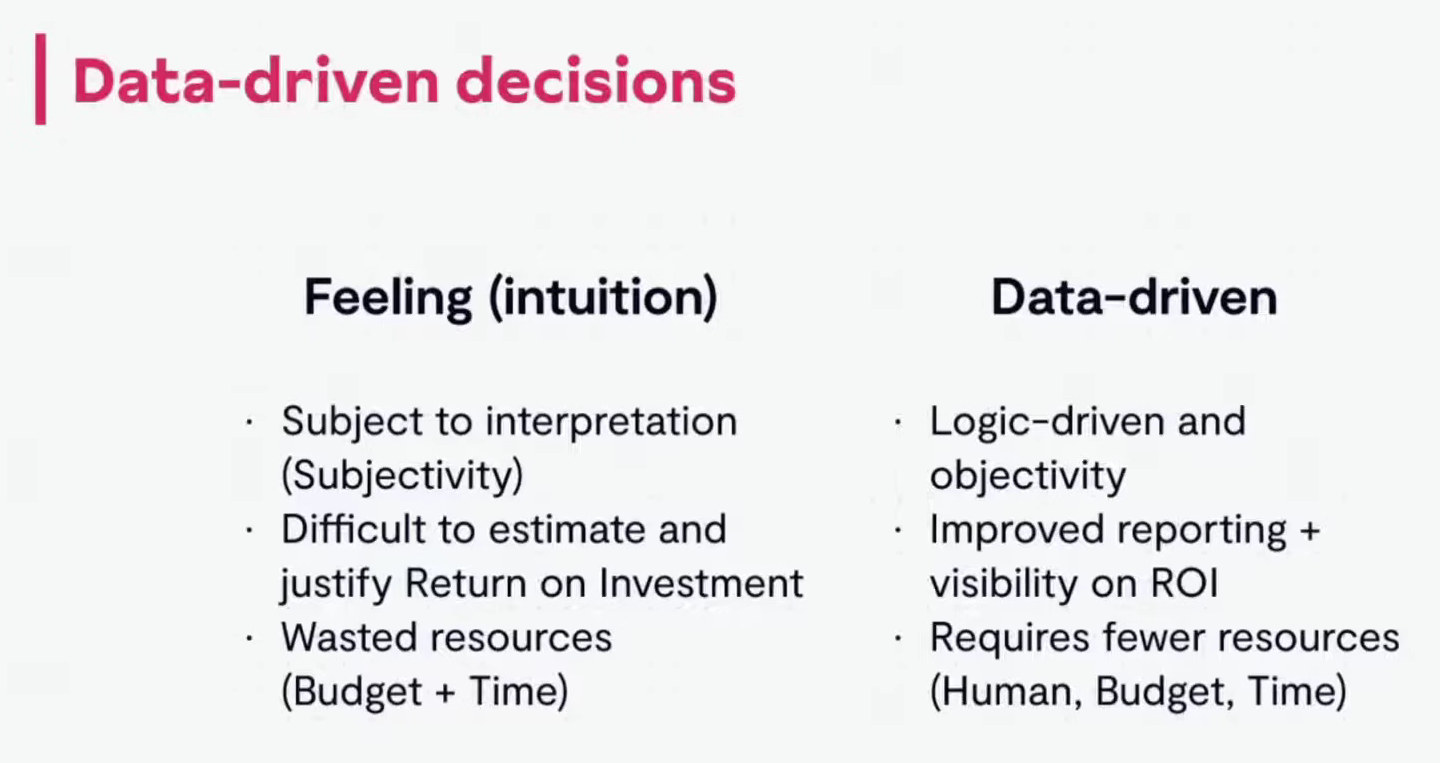 Data-driven decisions
Feeling (intuition)
· Subject to interpretation
(Subjectivity)
· Difficult to estimate and
justify Return on Investment
· Wasted resources
(Budget + Time)
Data-driven
· Logic-driven and
objectivity
· Improved reporting +
visibility on ROI
· Requires fewer resources
(Human, Budget, Time)